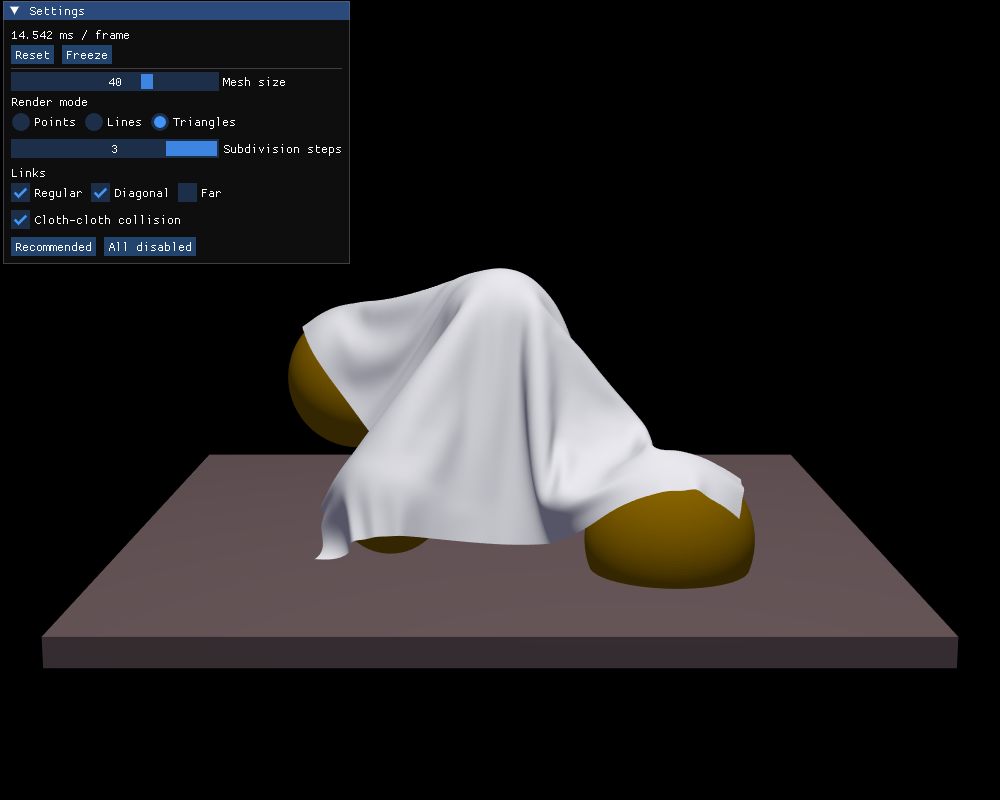 Settings
14.542 ms / frame
Reset Freeze
40 Mesh size
Render mode
Points Lines Triangles
3 Subdivision steps
Links
Regular Diagonal Far
Cloth-cloth collision
Recommended All disabled